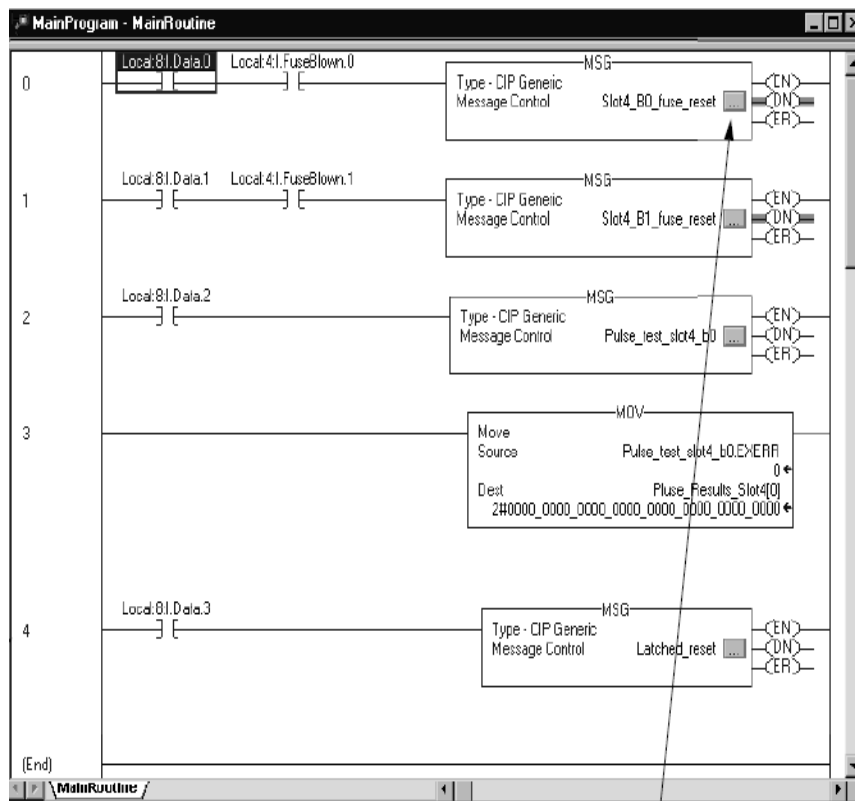 MainProgram - MainRoutine
0
Local:8:I.Data.0 Local:4:I.FuseBlown.0
MSG
Type - CIP Generic
Message Control Slot4_B0_fuse_reset ...
EN
DN
ER
1
Local:8:I.Data.1 Local:4:I.FuseBlown.1
MSG
Type - CIP Generic
Message Control Slot4_B1_fuse_reset ...
EN
DN
ER
2
Local:8:I.Data.2
MSG
Type - CIP Generic
Message Control Pulse_test_slot4_b0 ...
EN
DN
ER
3
MOV
Move
Source Pulse_test_slot4_b0.EXERR
0
Dest Pluse_Results_Slot4[0]
2#0000_0000_0000_0000_0000_0000_0000_0000
4
Local:8:I.Data.3
MSG
Type - CIP Generic
Message Control Latched_reset ...
EN
DN
ER
(End)
MainRoutine